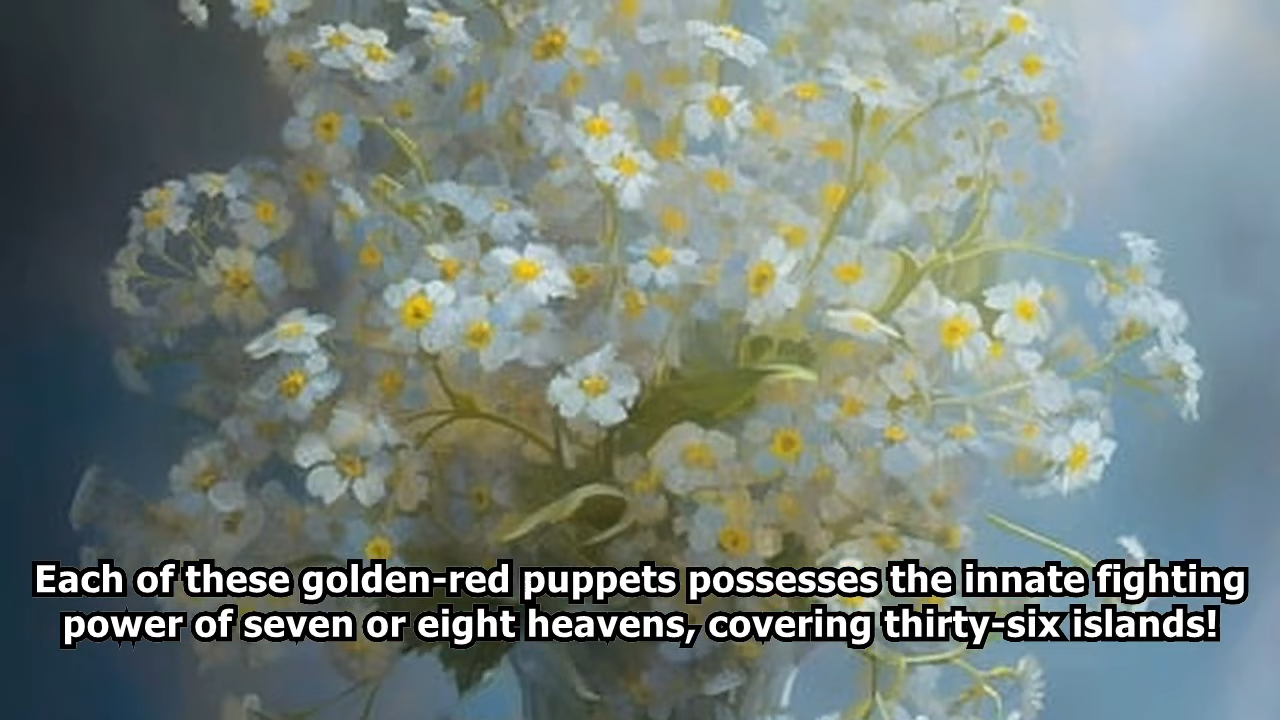 Each of these golden-red puppets possesses the innate fighting
power of seven or eight heavens, covering thirty-six islands!